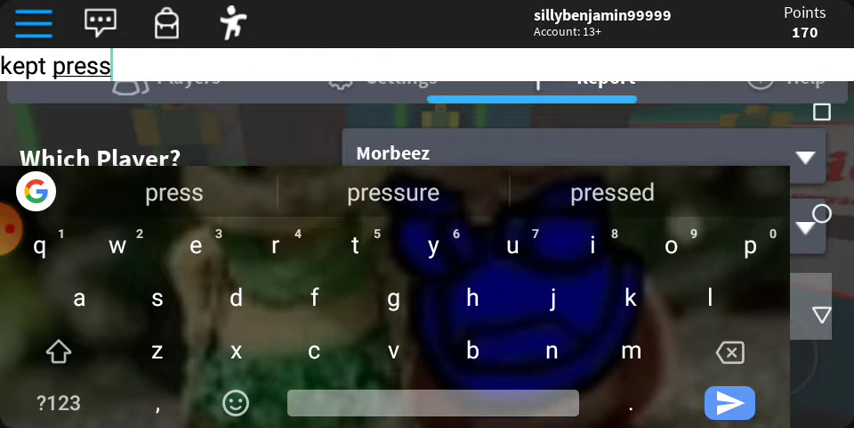 sillybenjamin99999
Account: 13+
Points
170
kept press
Players
Settings
Report
Help
Which Player?
Morbeez
press
pressure
pressed
q 1 w 2 e 3 r 4 t 5 y 6 u 7 i 8 o 9 p 0
a s d f g h j k l
z x c v b n m
?123 , .